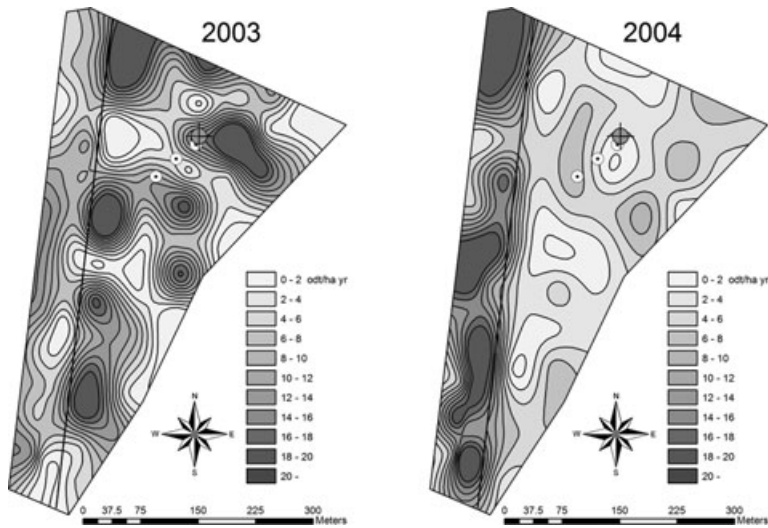 2003
2004
0 - 2 odt/ha yr
2 - 4
4 - 6
6 - 8
8 - 10
10 - 12
12 - 14
14 - 16
16 - 18
18 - 20
20 -
N
W E
S
0 37.5 75 150 225 300
Meters
0 - 2 odt/ha yr
2 - 4
4 - 6
6 - 8
8 - 10
10 - 12
12 - 14
14 - 16
16 - 18
18 - 20
20 -
N
W E
S
0 37.5 75 150 225 300
Meters